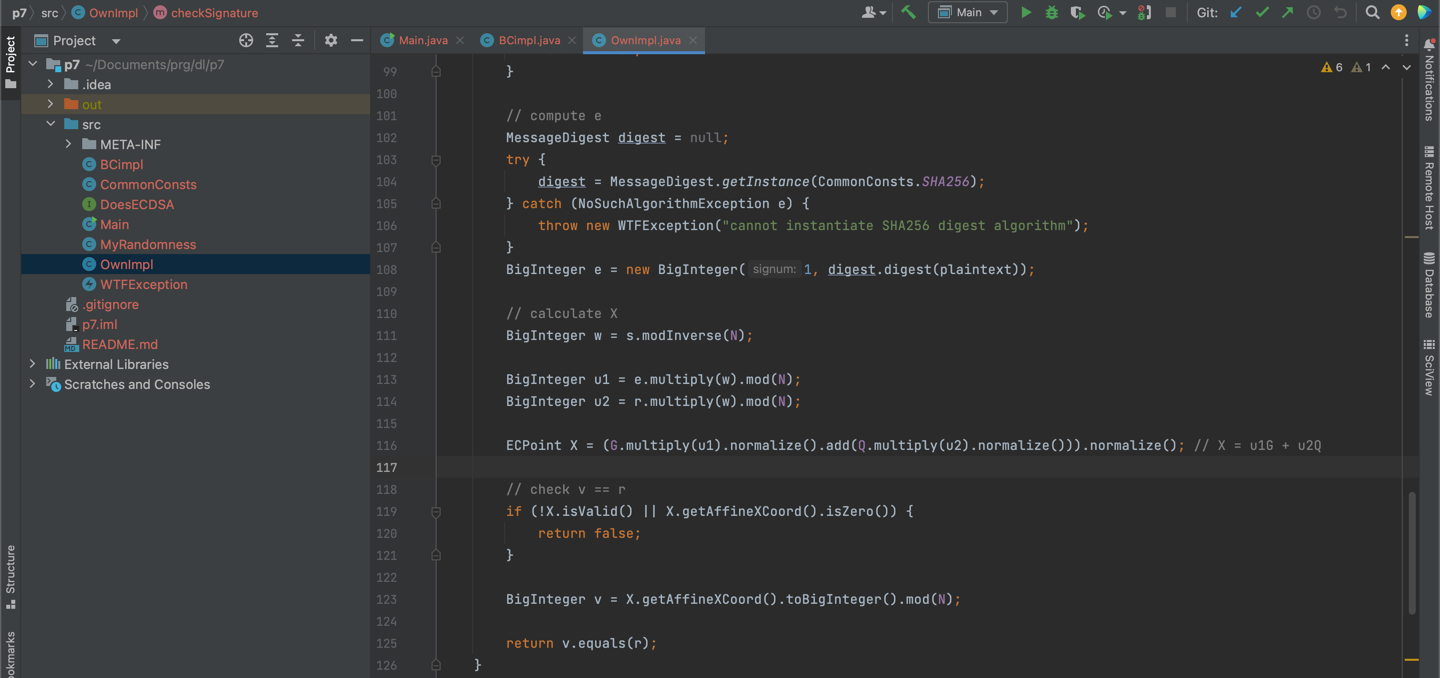 p7 src OwnImpl checkSignature Main Git:
Project
Main.java BCimpl.java OwnImpl.java
Project
Structure
ookmarks
p7 ~/Documents/prg/dl/p7
.idea
out
src
META-INF
BCimpl
CommonConsts
DoesECDSA
Main
MyRandomness
OwnImpl
WTFException
.gitignore
p7.iml
README.md
External Libraries
Scratches and Consoles
6 1
99 }
100
101 // compute e
102 MessageDigest digest = null;
103 try {
104 digest = MessageDigest.getInstance(CommonConsts.SHA256);
105 } catch (NoSuchAlgorithmException e) {
106 throw new WTFException("cannot instantiate SHA256 digest algorithm");
107 }
108 BigInteger e = new BigInteger( signum: 1, digest.digest(plaintext));
109
110 // calculate X
111 BigInteger w = s.modInverse(N);
112
113 BigInteger u1 = e.multiply(w).mod(N);
114 BigInteger u2 = r.multiply(w).mod(N);
115
116 ECPoint X = (G.multiply(u1).normalize().add(Q.multiply(u2).normalize())).normalize(); // X = u1G + u2Q
117
118 // check v == r
119 if (!X.isValid() || X.getAffineXCoord().isZero()) {
120 return false;
121 }
122
123 BigInteger v = X.getAffineXCoord().toBigInteger().mod(N);
124
125 return v.equals(r);
126 }
Notifications
Remote Host
Database
SciView